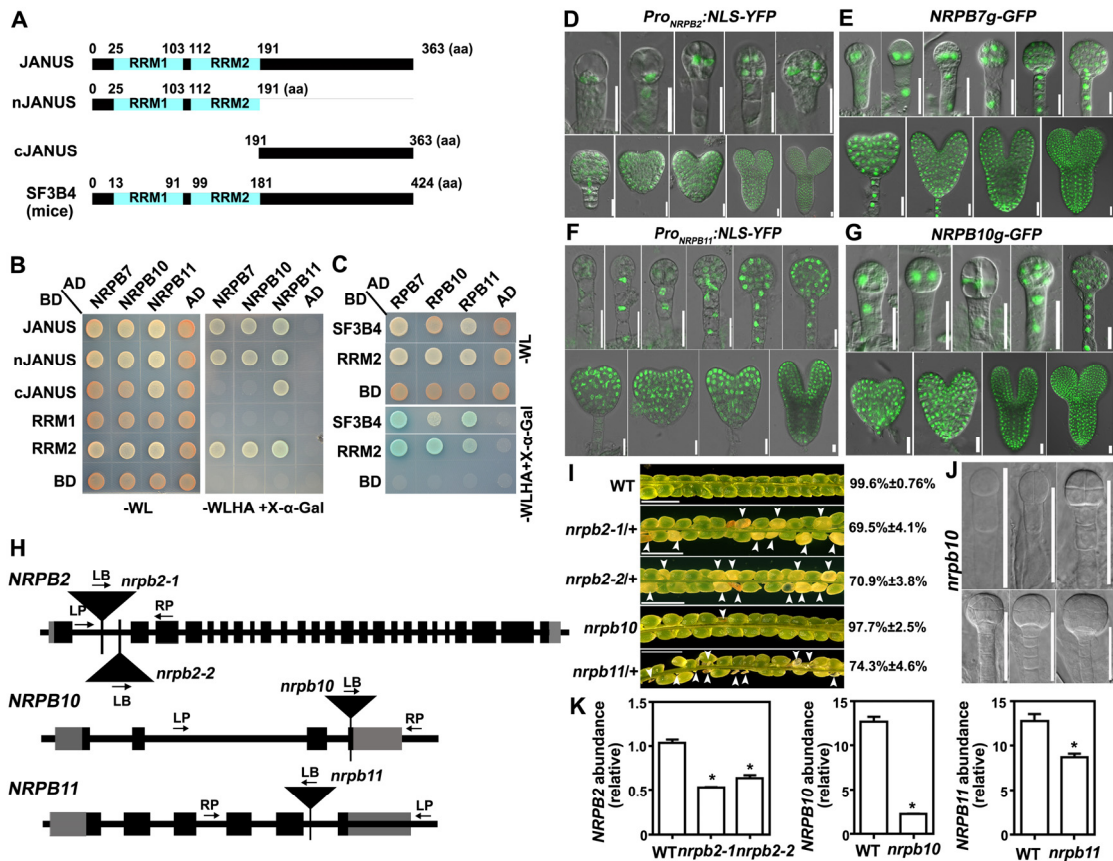 A
0 25 103 112 191 363 (aa)
JANUS RRM1 RRM2
0 25 103 112 191 (aa)
nJANUS RRM1 RRM2
191 363 (aa)
cJANUS
0 13 91 99 181 424 (aa)
SF3B4 (mice) RRM1 RRM2
B
AD
BD
NRPB7 NRPB10 NRPB11 AD NRPB7 NRPB10 NRPB11 AD
JANUS
nJANUS
cJANUS
RRM1
RRM2
BD
-WL -WLHA +X-α-Gal
C
AD
BD
RPB7 RPB10 RPB11 AD
SF3B4
RRM2
BD
SF3B4
RRM2
BD
-WL
-WLHA+X-α-Gal
D ProNRPB2:NLS-YFP
E NRPB7g-GFP
F ProNRPB11:NLS-YFP
G NRPB10g-GFP
H
NRPB2 LB nrpb2-1
LP RP
nrpb2-2
LB
NRPB10 nrpb10 LB
LP RP
NRPB11 LB nrpb11
RP LP
I
WT 99.6%±0.76%
nrpb2-1/+ 69.5%±4.1%
nrpb2-2/+ 70.9%±3.8%
nrpb10 97.7%±2.5%
nrpb11/+ 74.3%±4.6%
J
nrpb10
K
NRPB2 abundance (relative)
1.5
1.0
0.5
0.0
* *
WT nrpb2-1 nrpb2-2
NRPB10 abundance (relative)
15
10
5
0
*
WT nrpb10
NRPB11 abundance (relative)
15
10
5
0
*
WT nrpb11